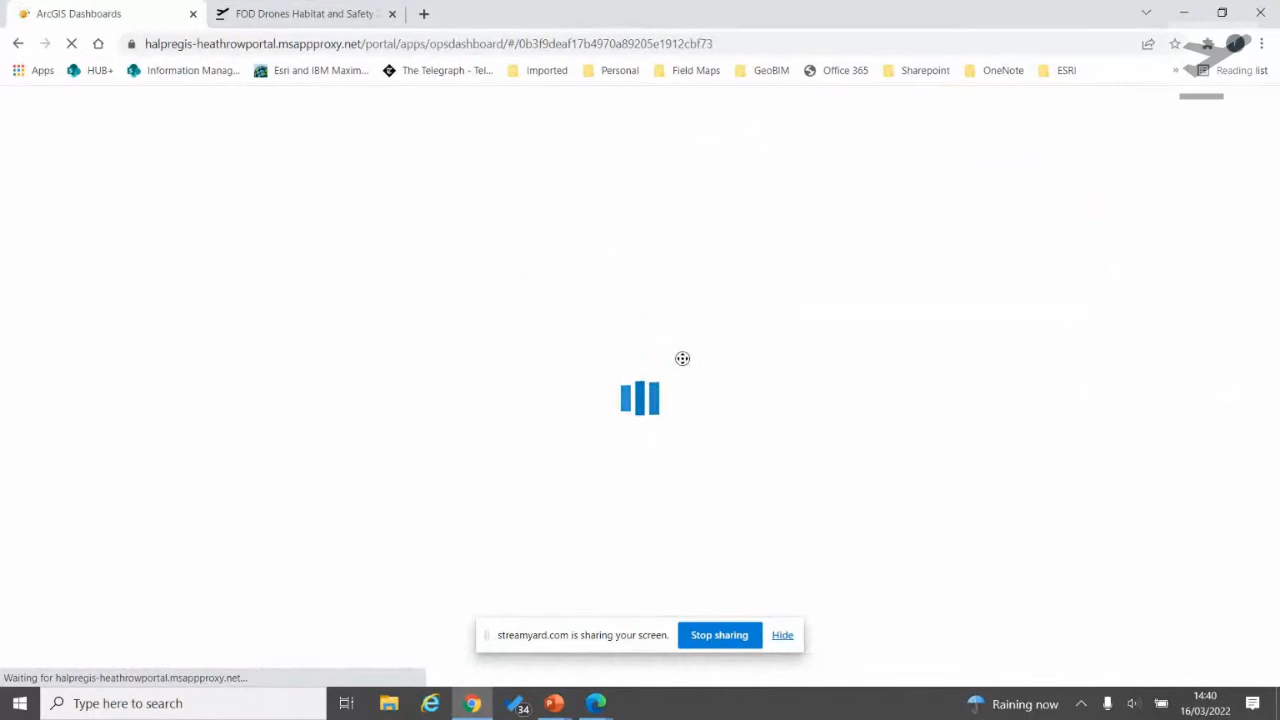 ArcGIS Dashboards
FOD Drones Habitat and Safety
halpregis-heathrowportal.msappproxy.net/portal/apps/opsdashboard/#/0b3f9deaf17b4970a89205e1912cbf73
Apps HUB+ Information Manag... Esri and IBM Maxim... The Telegraph - Tel... Imported Personal Field Maps GeoBIM Office 365 Sharepoint OneNote ESRI » Reading list
streamyard.com is sharing your screen. Stop sharing Hide
Waiting for halpregis-heathrowportal.msappproxy.net...
Type here to search
34
Raining now
14:40
16/03/2022